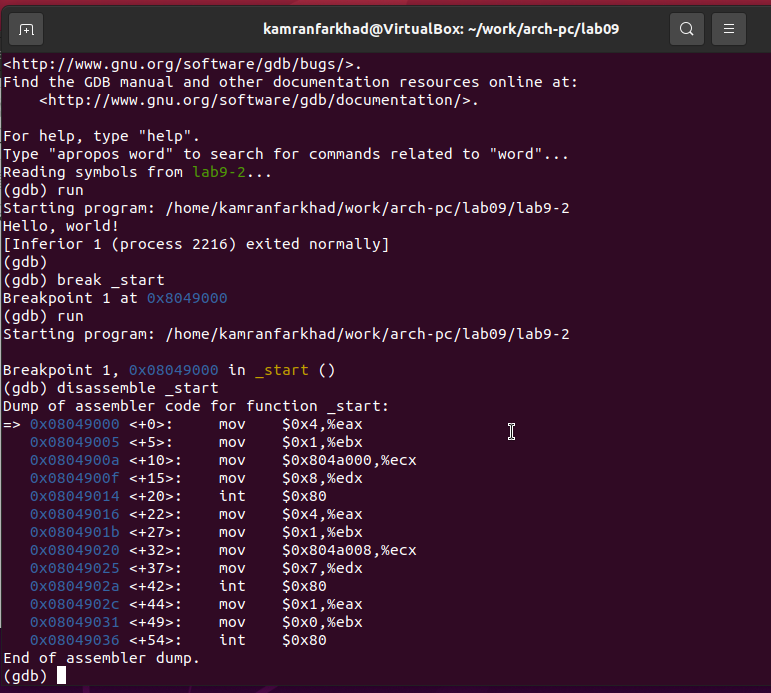 kamranfarkhad@VirtualBox: ~/work/arch-pc/lab09
<http://www.gnu.org/software/gdb/bugs/>.
Find the GDB manual and other documentation resources online at:
    <http://www.gnu.org/software/gdb/documentation/>.

For help, type "help".
Type "apropos word" to search for commands related to "word"...
Reading symbols from lab9-2...
(gdb) run
Starting program: /home/kamranfarkhad/work/arch-pc/lab09/lab9-2
Hello, world!
[Inferior 1 (process 2216) exited normally]
(gdb)
(gdb) break _start
Breakpoint 1 at 0x8049000
(gdb) run
Starting program: /home/kamranfarkhad/work/arch-pc/lab09/lab9-2

Breakpoint 1, 0x08049000 in _start ()
(gdb) disassemble _start
Dump of assembler code for function _start:
=> 0x08049000 <+0>:     mov    $0x4,%eax
   0x08049005 <+5>:     mov    $0x1,%ebx
   0x0804900a <+10>:    mov    $0x804a000,%ecx
   0x0804900f <+15>:    mov    $0x8,%edx
   0x08049014 <+20>:    int    $0x80
   0x08049016 <+22>:    mov    $0x4,%eax
   0x0804901b <+27>:    mov    $0x1,%ebx
   0x08049020 <+32>:    mov    $0x804a008,%ecx
   0x08049025 <+37>:    mov    $0x7,%edx
   0x0804902a <+42>:    int    $0x80
   0x0804902c <+44>:    mov    $0x1,%eax
   0x08049031 <+49>:    mov    $0x0,%ebx
   0x08049036 <+54>:    int    $0x80
End of assembler dump.
(gdb)